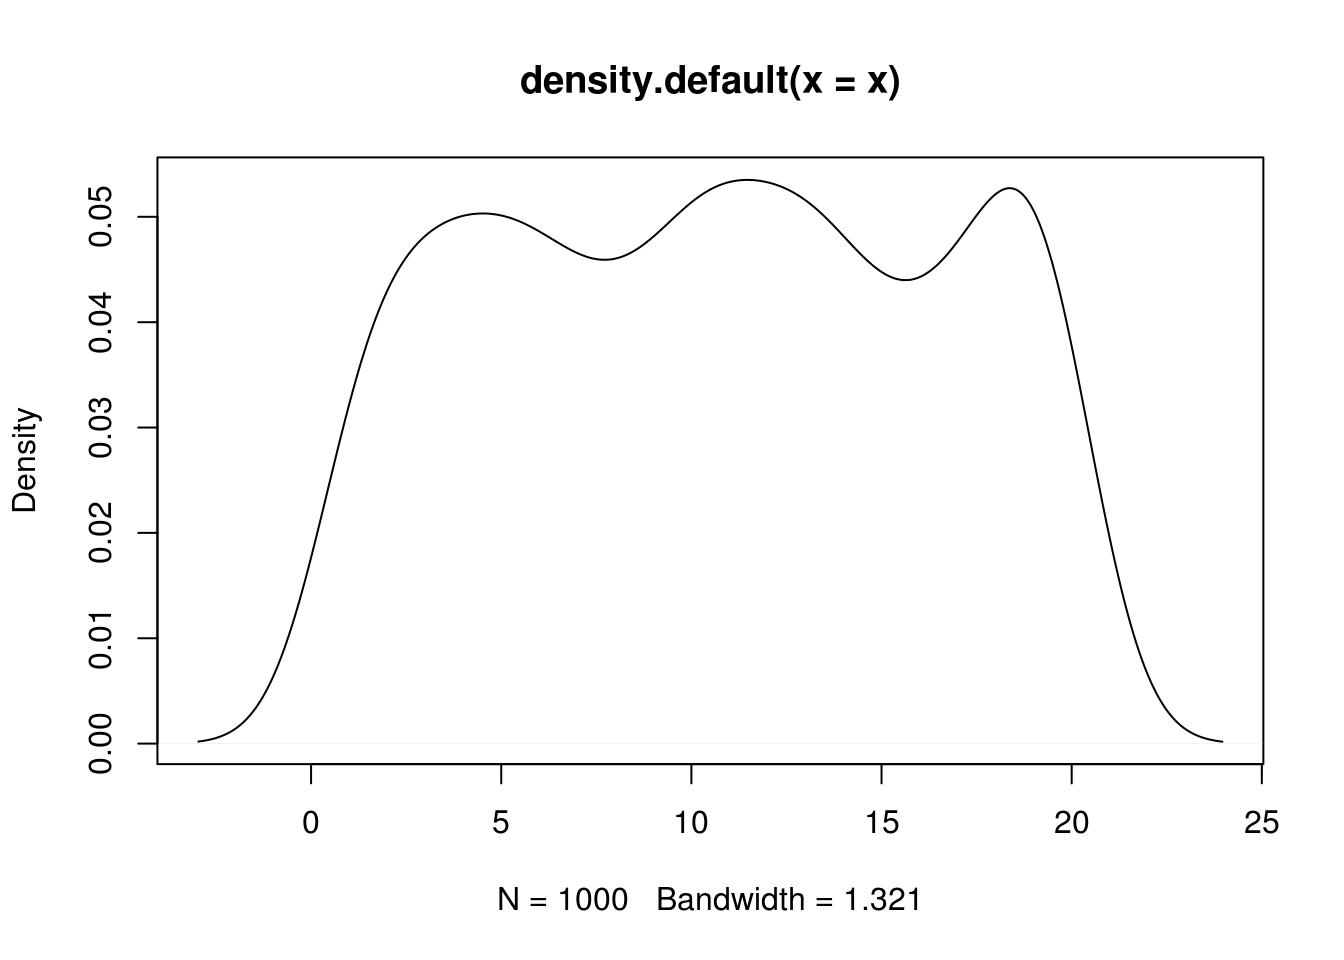 density.default(x = x)
Density
0.05
0.04
0.03
0.02
0.01
0.00
0 5 10 15 20 25
N = 1000 Bandwidth = 1.321